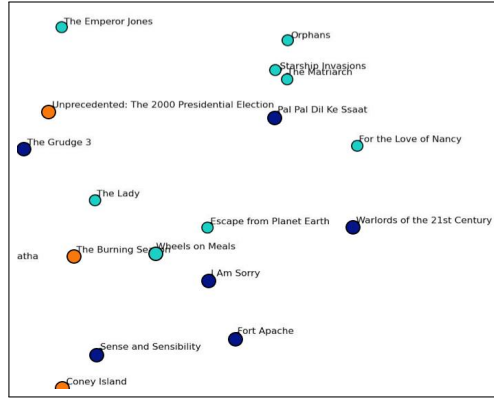 The Emperor Jones
Orphans
Starship Invasions
The Matriarch
Unprecedented: The 2000 Presidential Election
Pal Pal Dil Ke Ssaat
The Grudge 3
For the Love of Nancy
The Lady
Escape from Planet Earth
Warlords of the 21st Century
The Burning Season
Wheels on Meals
atha
I Am Sorry
Fort Apache
Sense and Sensibility
Coney Island